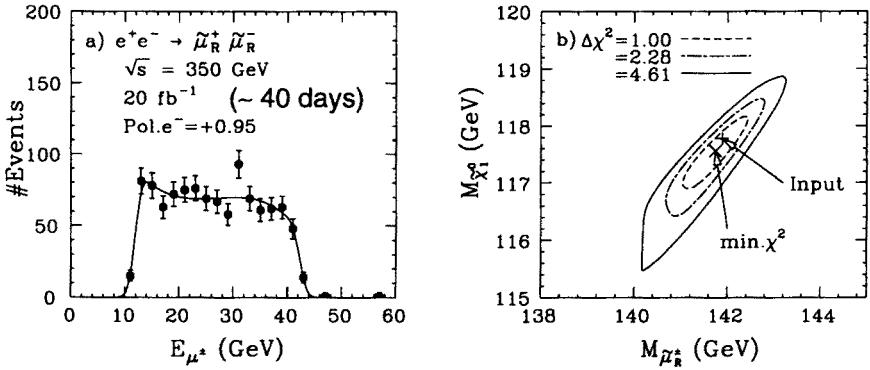 a) e⁺e⁻ → μ̃_R⁺ μ̃_R⁻
√s = 350 GeV
20 fb⁻¹ (~ 40 days)
Pol.e⁻=+0.95
#Events
200
150
100
50
0
0 10 20 30 40 50 60
E_μ± (GeV)
b) Δχ²=1.00
=2.28
=4.61
M_χ̃₁⁰ (GeV)
120
119
118
117
116
115
Input
min.χ²
138 140 142 144
M_μ̃_R± (GeV)